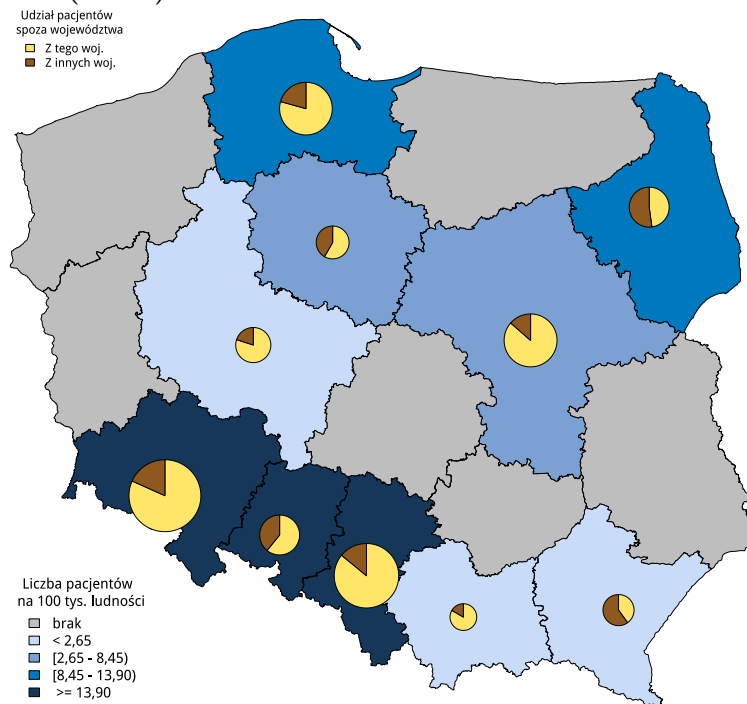 Udział pacjentów
spoza województwa
Z tego woj.
Z innych woj.
Liczba pacjentów
na 100 tys. ludności
brak
< 2,65
[2,65 - 8,45)
[8,45 - 13,90)
>= 13,90